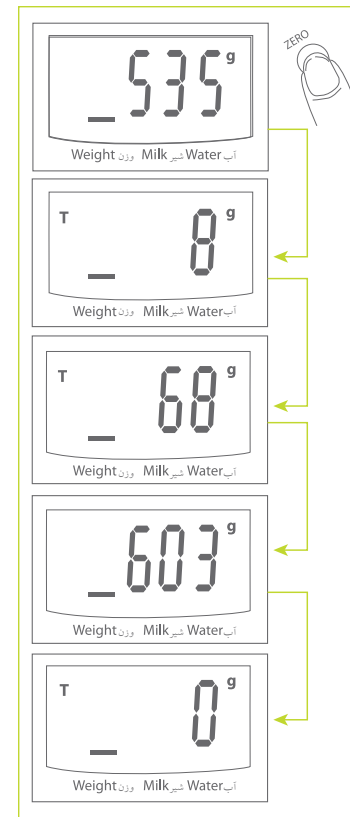 ZERO
_ 535 g
Weight وزن Milk شیر Water آب
T
_ 8 g
Weight وزن Milk شیر Water آب
T
_ 68 g
Weight وزن Milk شیر Water آب
_ 603 g
Weight وزن Milk شیر Water آب
T
_ 0 g
Weight وزن Milk شیر Water آب